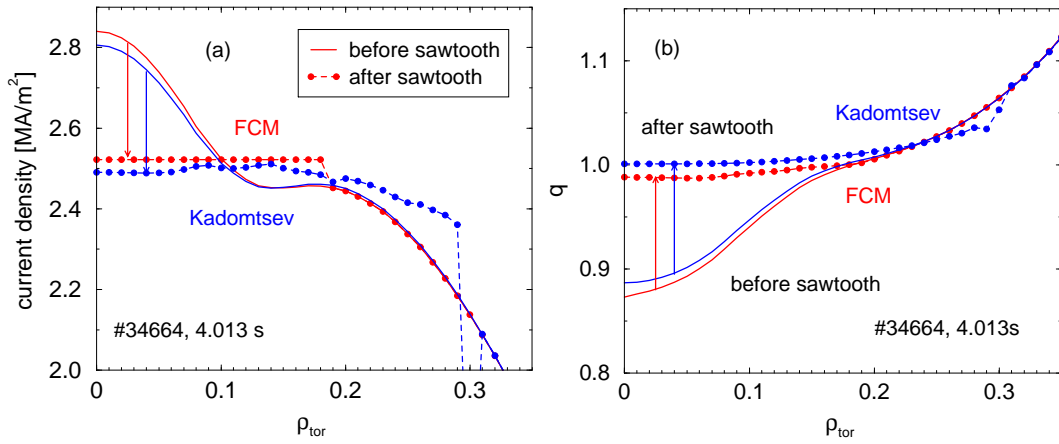 (a)
before sawtooth
after sawtooth
FCM
Kadomtsev
#34664, 4.013 s
current density [MA/m²]
2.8
2.6
2.4
2.2
2.0
0
0.1
0.2
0.3
ρtor
(b)
Kadomtsev
after sawtooth
FCM
before sawtooth
#34664, 4.013s
q
1.1
1.0
0.9
0.8
0
0.1
0.2
0.3
ρtor